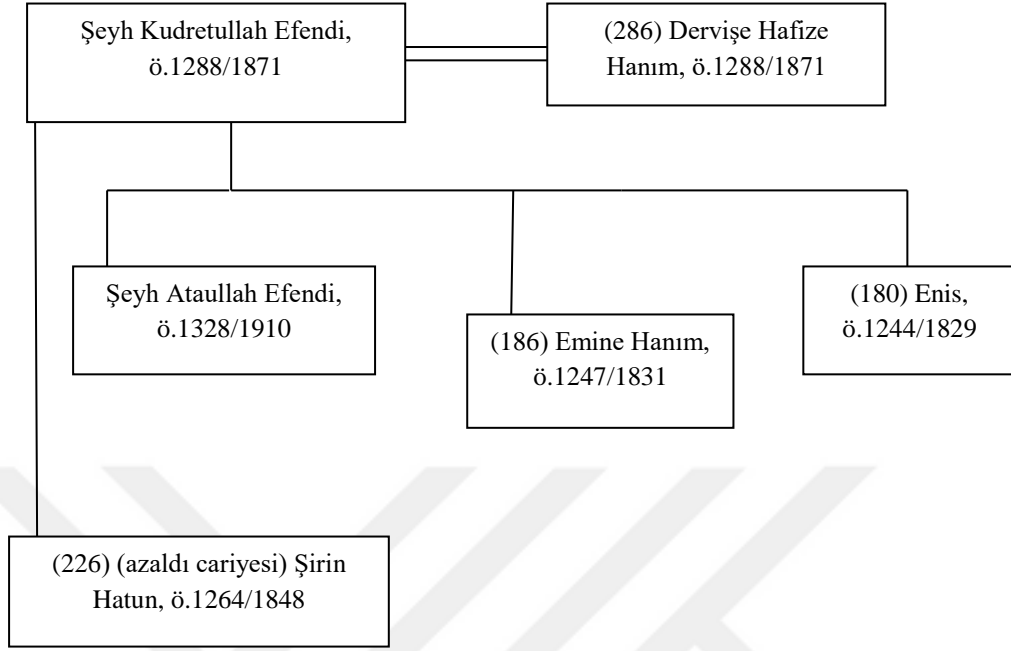 Şeyh Kudretullah Efendi,
ö.1288/1871
(286) Dervişe Hafize
Hanım, ö.1288/1871
Şeyh Ataullah Efendi,
ö.1328/1910
(186) Emine Hanım,
ö.1247/1831
(180) Enis,
ö.1244/1829
(226) (azaldı cariyesi) Şirin
Hatun, ö.1264/1848